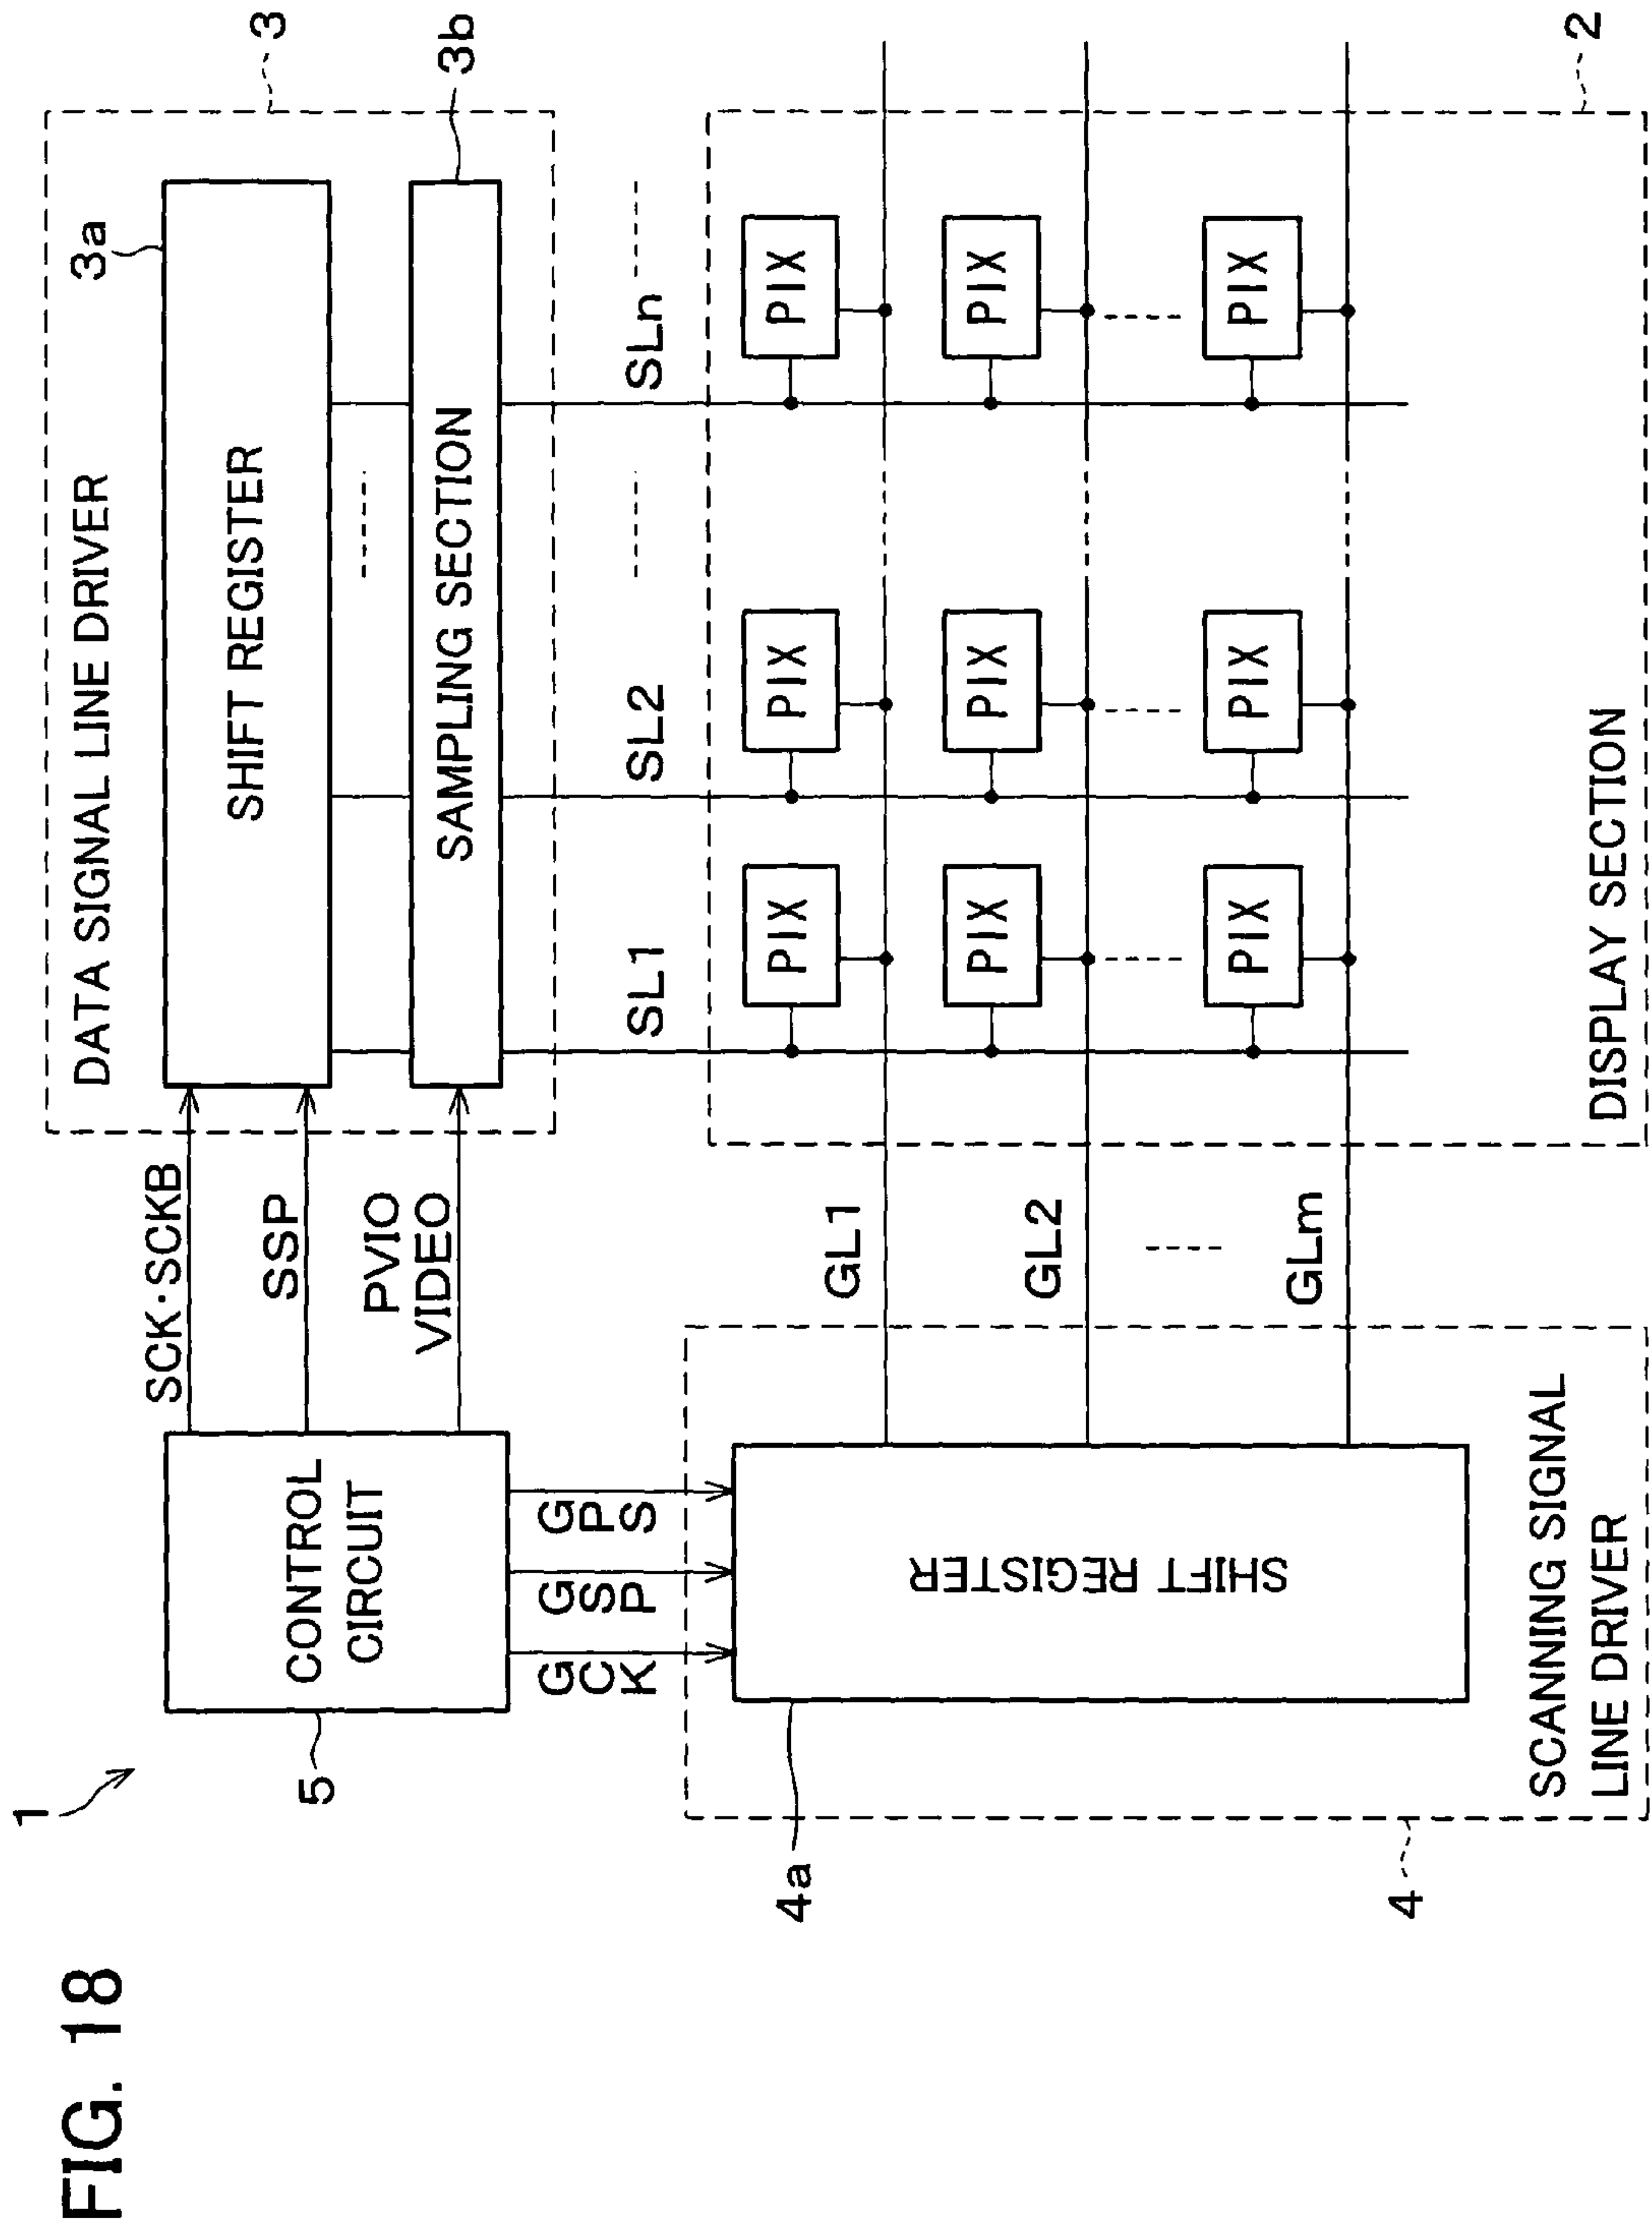 FIG. 18
1
5
CONTROL
CIRCUIT
SCK·SCKB
SSP
PVIO
VIDEO
DATA SIGNAL LINE DRIVER
3a
SHIFT REGISTER
3
SAMPLING SECTION
3b
GCK
GSP
GPS
SL1
SL2
SLn
4a
SHIFT REGISTER
GL1
PIX
PIX
PIX
GL2
PIX
PIX
PIX
GLm
PIX
PIX
PIX
4
SCANNING SIGNAL
LINE DRIVER
DISPLAY SECTION
2